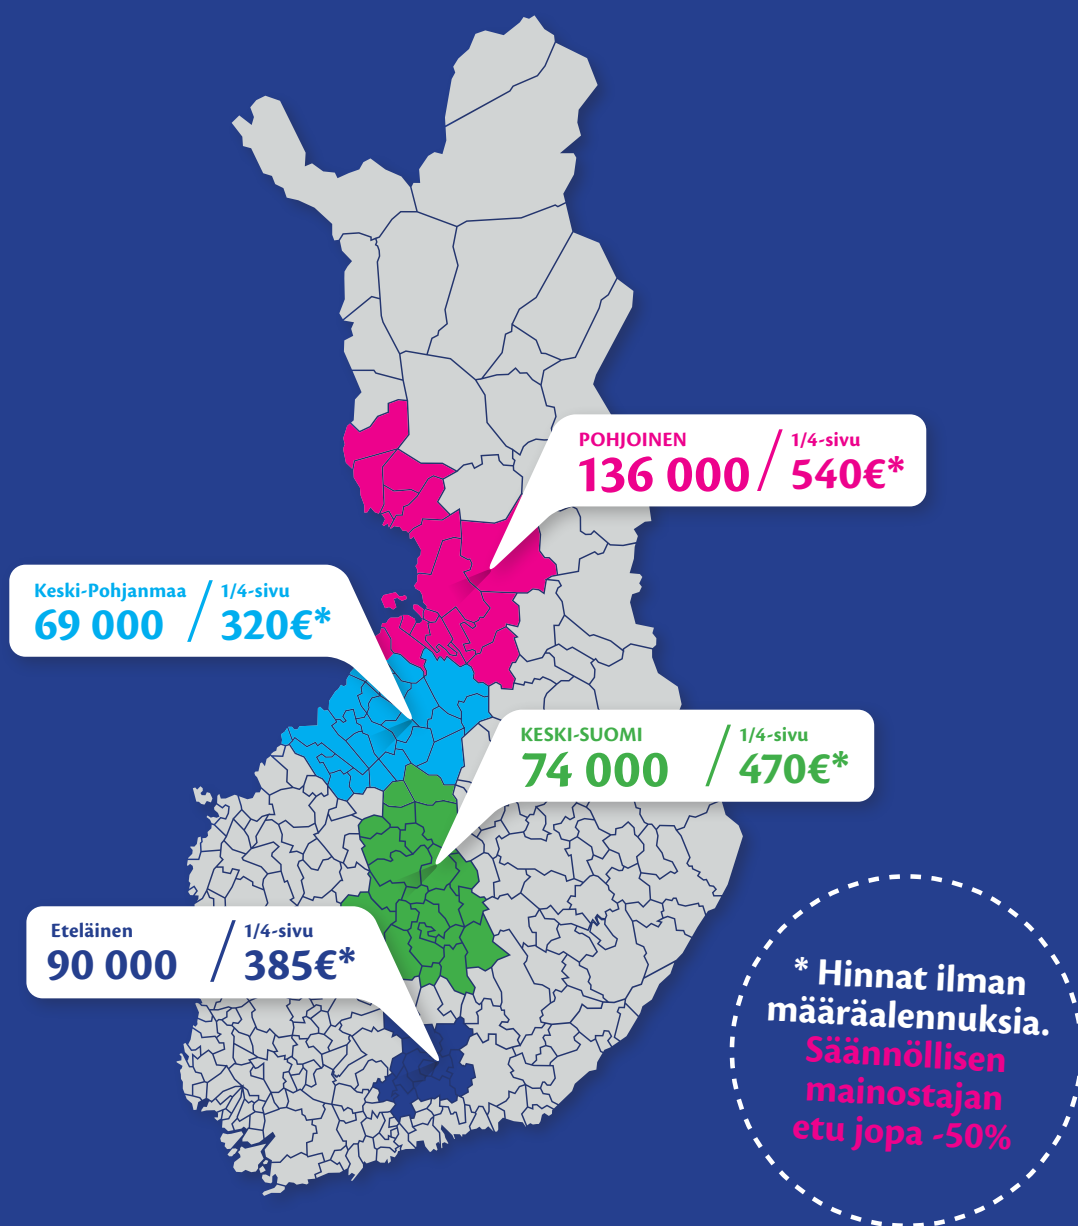 POHJOINEN
1/4-sivu
136 000 / 540€*
Keski-Pohjanmaa
1/4-sivu
69 000 / 320€*
KESKI-SUOMI
1/4-sivu
74 000 / 470€*
Eteläinen
1/4-sivu
90 000 / 385€*
* Hinnat ilman
määräalennuksia.
Säännöllisen
mainostajan
etu jopa -50%